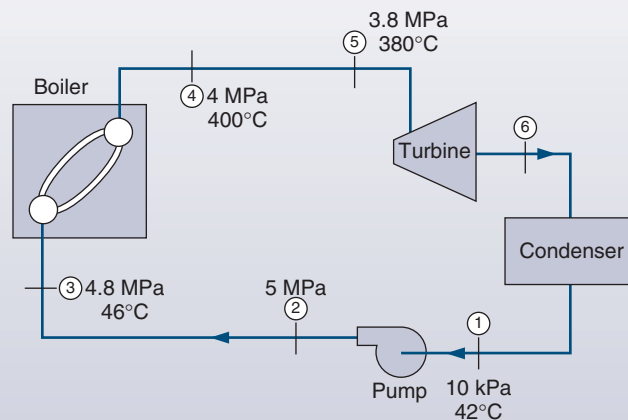 3.8 MPa
⑤ 380°C
Boiler
④ 4 MPa
400°C
⑥
Turbine
Condenser
③ 4.8 MPa
46°C
5 MPa
②
①
Pump
10 kPa
42°C